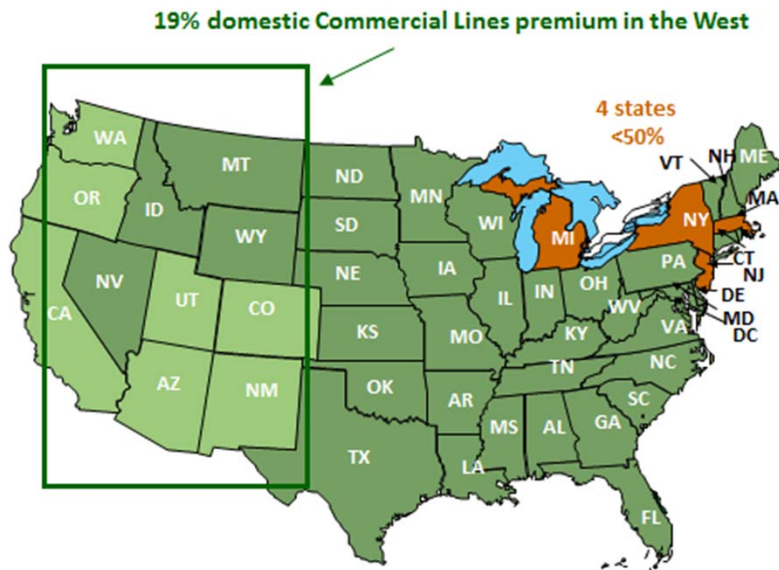 19% domestic Commercial Lines premium in the West
4 states
<50%
WA
MT
ND
MN
VT
NH
ME
OR
ID
SD
WI
MI
NY
MA
WY
CT
NV
NE
IA
PA
NJ
CA
UT
CO
IL
IN
OH
DE
WV
MD
KS
MO
KY
VA
DC
TN
NC
AZ
NM
OK
AR
SC
MS
AL
GA
TX
LA
FL